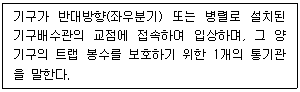 기구가 반대방향(좌우분기) 또는 병렬로 설치된
기구배수관의 교점에 접속하여 입상하며, 그 양
기구의 트랩 봉수를 보호하기 위한 1개의 통기관
을 말한다.